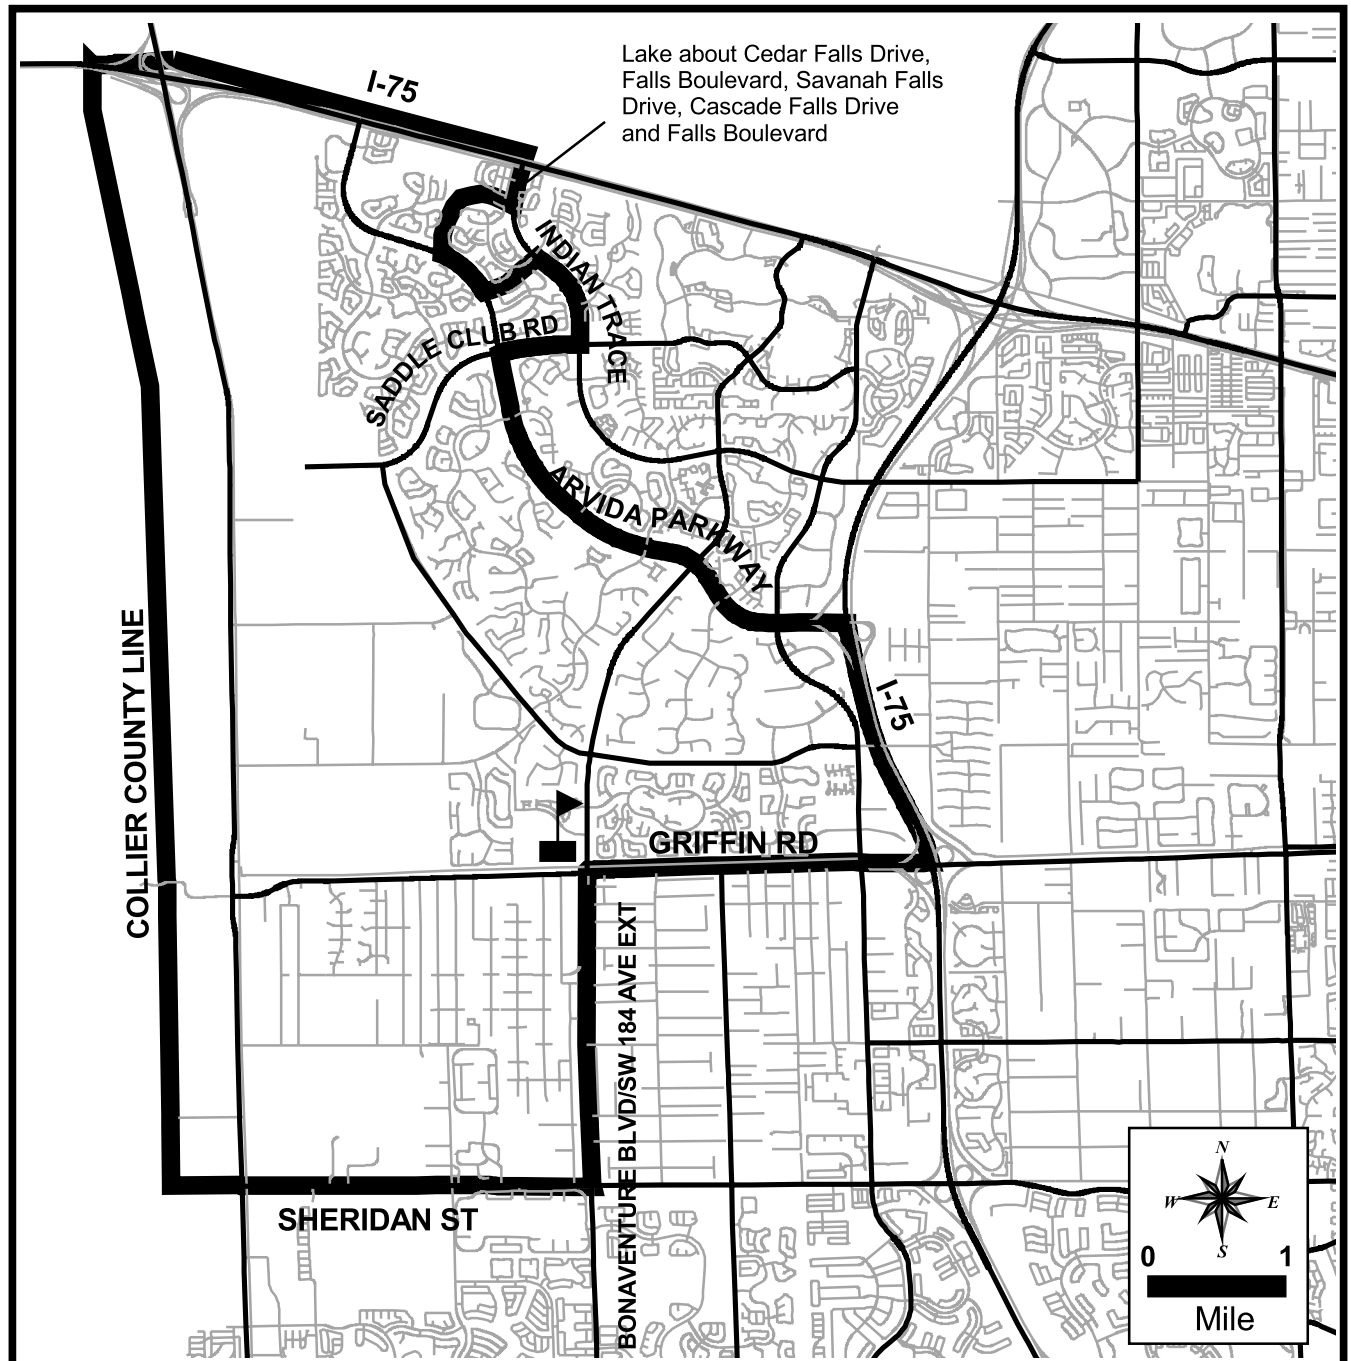 Lake about Cedar Falls Drive,
Falls Boulevard, Savanah Falls
Drive, Cascade Falls Drive
and Falls Boulevard
I-75
INDIAN TRACE
SADDLE CLUB RD
ARVIDA PARKWAY
I-75
COLLIER COUNTY LINE
GRIFFIN RD
BONAVENTURE BLVD/SW 184 AVE EXT
SHERIDAN ST
N
W E
S
0 1
Mile